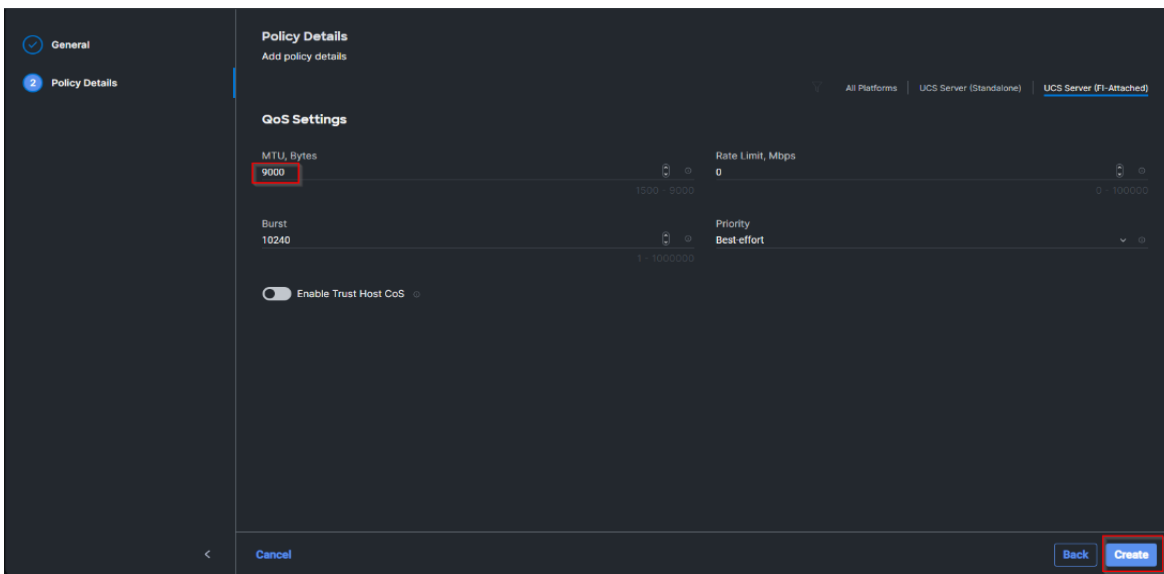 General
2 Policy Details
Policy Details
Add policy details
All Platforms | UCS Server (Standalone) | UCS Server (FI-Attached)
QoS Settings
MTU, Bytes
9000
1500 - 9000
Rate Limit, Mbps
0
0 - 100000
Burst
10240
1 - 1000000
Priority
Best-effort
Enable Trust Host CoS
Cancel
Back
Create